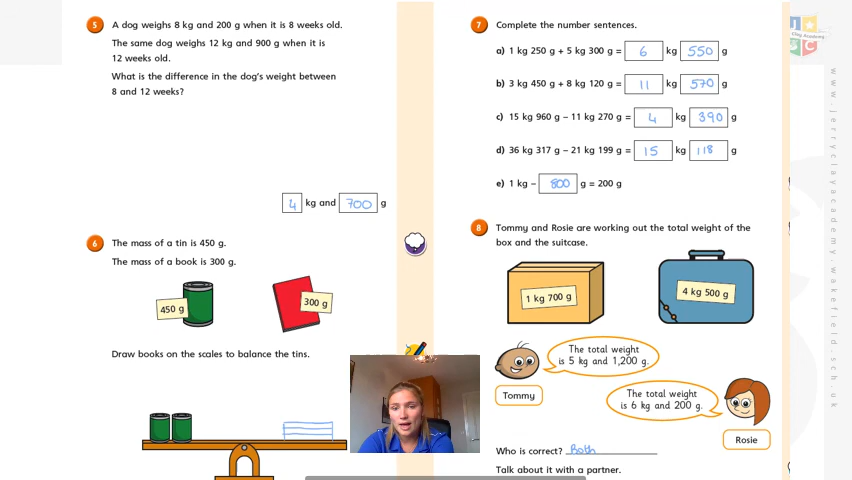 5 A dog weighs 8 kg and 200 g when it is 8 weeks old.
The same dog weighs 12 kg and 900 g when it is
12 weeks old.
What is the difference in the dog's weight between
8 and 12 weeks?
4 kg and 700 g
6 The mass of a tin is 450 g.
The mass of a book is 300 g.
450 g
300 g
Draw books on the scales to balance the tins.
7 Complete the number sentences.
a) 1 kg 250 g + 5 kg 300 g = 6 kg 550 g
b) 3 kg 450 g + 8 kg 120 g = 11 kg 570 g
c) 15 kg 960 g – 11 kg 270 g = 4 kg 390 g
d) 36 kg 317 g – 21 kg 199 g = 15 kg 118 g
e) 1 kg – 800 g = 200 g
8 Tommy and Rosie are working out the total weight of the
box and the suitcase.
1 kg 700 g
4 kg 500 g
The total weight
is 5 kg and 1,200 g.
Tommy
The total weight
is 6 kg and 200 g.
Rosie
Who is correct? Both
Talk about it with a partner.
www.jerryclayacademy.wakefield.sch.uk